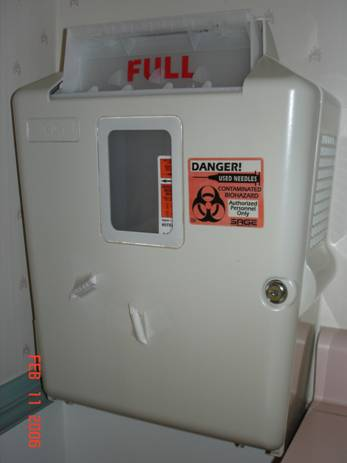 FULL
DANGER!
USED NEEDLES
CONTAMINATED
BIOHAZARD
Authorized
Personnel
Only
SAGE
FEB 11 2006